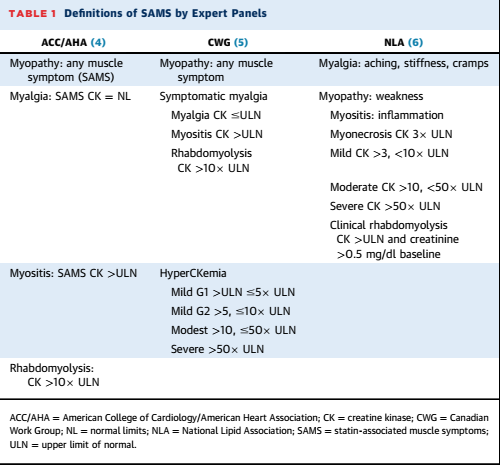 TABLE 1 Definitions of SAMS by Expert Panels
ACC/AHA (4) CWG (5) NLA (6)
Myopathy: any muscle symptom (SAMS) Myopathy: any muscle symptom Myalgia: aching, stiffness, cramps
Myalgia: SAMS CK = NL Symptomatic myalgia Myopathy: weakness
Myalgia CK ≤ULN Myositis: inflammation
Myositis CK >ULN Myonecrosis CK 3× ULN
Rhabdomyolysis CK >10× ULN Mild CK >3, <10× ULN
Moderate CK >10, <50× ULN
Severe CK >50× ULN
Clinical rhabdomyolysis
CK >ULN and creatinine
>0.5 mg/dl baseline
Myositis: SAMS CK >ULN HyperCKemia
Mild G1 >ULN ≤5× ULN
Mild G2 >5, ≤10× ULN
Modest >10, ≤50× ULN
Severe >50× ULN
Rhabdomyolysis:
CK >10× ULN
ACC/AHA = American College of Cardiology/American Heart Association; CK = creatine kinase; CWG = Canadian
Work Group; NL = normal limits; NLA = National Lipid Association; SAMS = statin-associated muscle symptoms;
ULN = upper limit of normal.